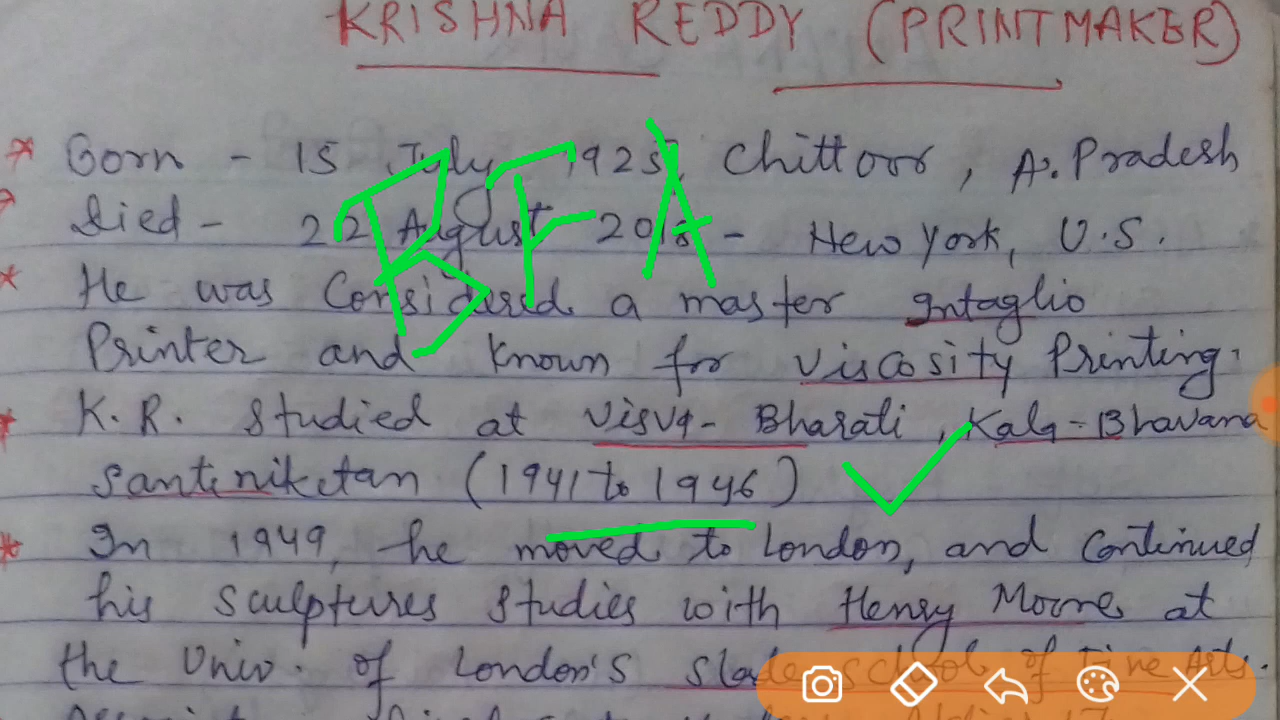 KRISHNA REDDY (PRINTMAKER)
* Born - 15 July 1925, Chittoor, A. Pradesh
Died - 22 August 2018 - New York, U.S.
* He was Considered a master Intaglio
Printer and known for Viscosity Printing.
* K.R. Studied at Visva-Bharati, Kala-Bhavana
Santiniketan (1941 to 1946)
* In 1949, he moved to London, and Continued
his Sculptures Studies with Henry Moore at
the Univ. of London's Slade School of Fine Arts.
BFA